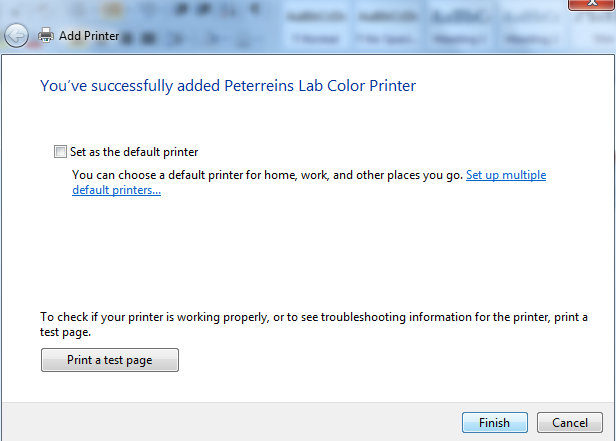 Add Printer
You've successfully added Peterreins Lab Color Printer
Set as the default printer
You can choose a default printer for home, work, and other places you go. Set up multiple
default printers...
To check if your printer is working properly, or to see troubleshooting information for the printer, print a
test page.
Print a test page
Finish
Cancel